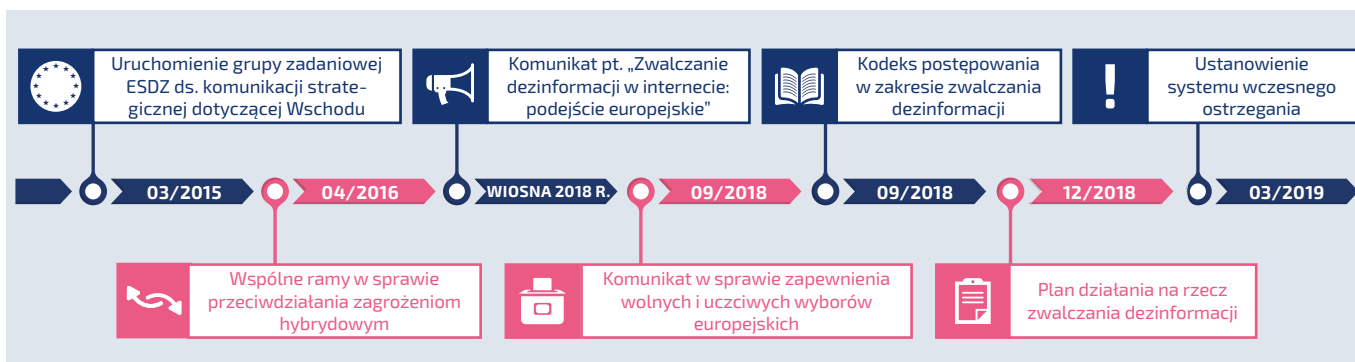 Uruchomienie grupy zadaniowej
ESDZ ds. komunikacji strate-
gicznej dotyczącej Wschodu
Komunikat pt. „Zwalczanie
dezinformacji w internecie:
podejście europejskie”
Kodeks postępowania
w zakresie zwalczania
dezinformacji
Ustanowienie
systemu wczesnego
ostrzegania
03/2015
04/2016
WIOSNA 2018 R.
09/2018
09/2018
12/2018
03/2019
Wspólne ramy w sprawie
przeciwdziałania zagrożeniom
hybrydowym
Komunikat w sprawie zapewnienia
wolnych i uczciwych wyborów
europejskich
Plan działania na rzecz
zwalczania dezinformacji